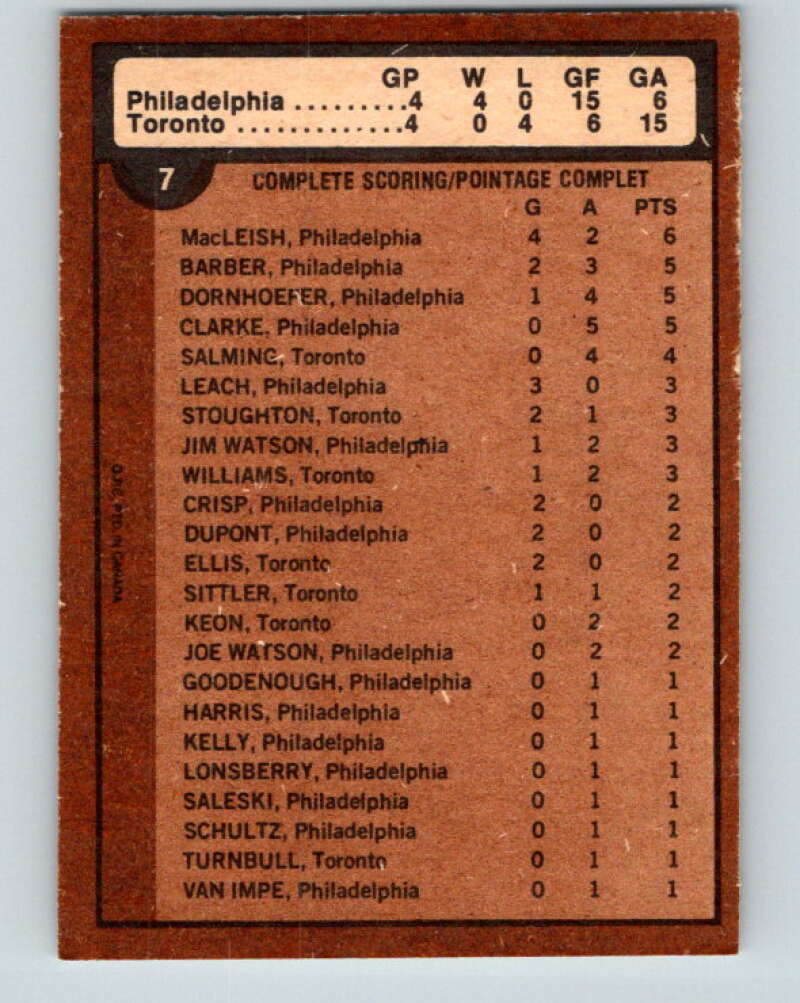 GP W L GF GA
Philadelphia .........4 4 0 15 6
Toronto ..............4 0 4 6 15
7
COMPLETE SCORING/POINTAGE COMPLET
G A PTS
MacLEISH, Philadelphia 4 2 6
BARBER, Philadelphia 2 3 5
DORNHOEFER, Philadelphia 1 4 5
CLARKE, Philadelphia 0 5 5
SALMING, Toronto 0 4 4
LEACH, Philadelphia 3 0 3
STOUGHTON, Toronto 2 1 3
JIM WATSON, Philadelphia 1 2 3
WILLIAMS, Toronto 1 2 3
CRISP, Philadelphia 2 0 2
DUPONT, Philadelphia 2 0 2
ELLIS, Toronto 2 0 2
SITTLER, Toronto 1 1 2
KEON, Toronto 0 2 2
JOE WATSON, Philadelphia 0 2 2
GOODENOUGH, Philadelphia 0 1 1
HARRIS, Philadelphia 0 1 1
KELLY, Philadelphia 0 1 1
LONSBERRY, Philadelphia 0 1 1
SALESKI, Philadelphia 0 1 1
SCHULTZ, Philadelphia 0 1 1
TURNBULL, Toronto 0 1 1
VAN IMPE, Philadelphia 0 1 1
O.P.C. PTD. IN CANADA